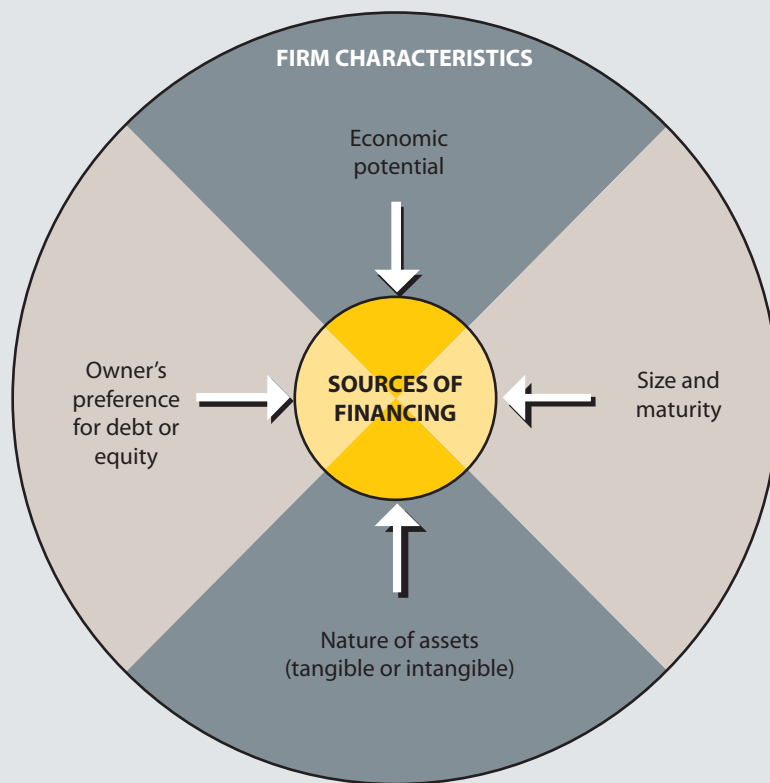 FIRM CHARACTERISTICS
Economic
potential
Owner’s
preference
for debt or
equity
SOURCES OF
FINANCING
Size and
maturity
Nature of assets
(tangible or intangible)